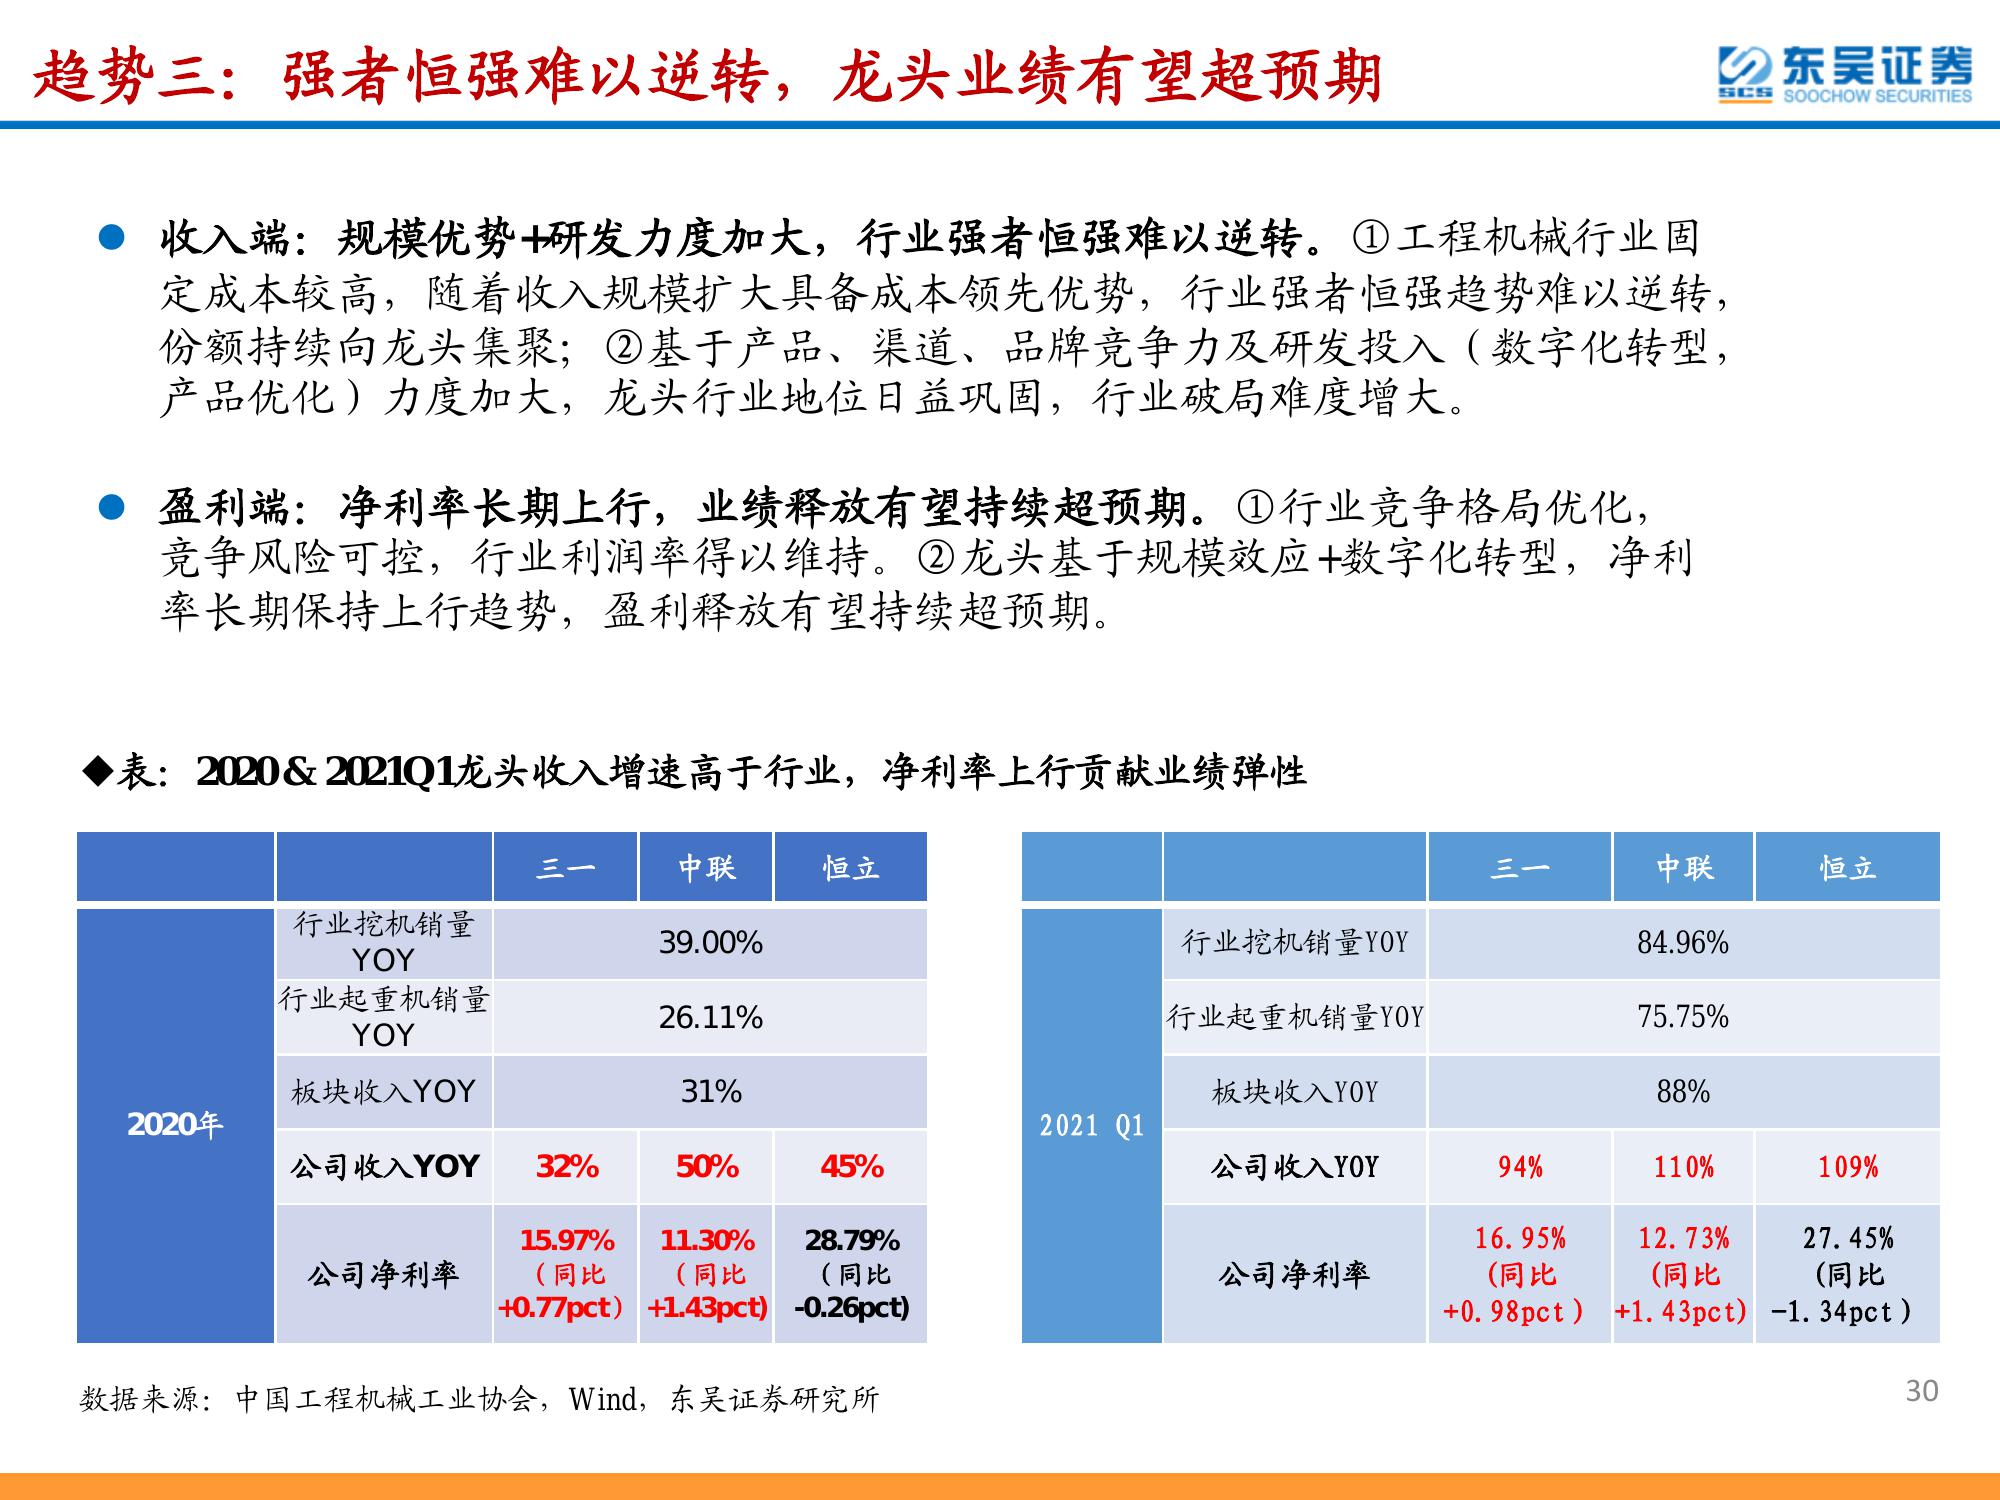 趋势三：强者恒强难以逆转，龙头业绩有望超预期
东吴证券
SCS SOOCHOW SECURITIES
● 收入端：规模优势+研发力度加大，行业强者恒强难以逆转。①工程机械行业固
定成本较高，随着收入规模扩大具备成本领先优势，行业强者恒强趋势难以逆转，
份额持续向龙头集聚；②基于产品、渠道、品牌竞争力及研发投入（数字化转型，
产品优化）力度加大，龙头行业地位日益巩固，行业破局难度增大。
● 盈利端：净利率长期上行，业绩释放有望持续超预期。①行业竞争格局优化，
竞争风险可控，行业利润率得以维持。②龙头基于规模效应+数字化转型，净利
率长期保持上行趋势，盈利释放有望持续超预期。
◆表：2020 & 2021Q1龙头收入增速高于行业，净利率上行贡献业绩弹性
三一 中联 恒立
2020年
行业挖机销量
YOY
39.00%
行业起重机销量
YOY
26.11%
板块收入YOY 31%
公司收入YOY 32% 50% 45%
公司净利率
15.97%
（同比
+0.77pct）
11.30%
（同比
+1.43pct)
28.79%
（同比
-0.26pct)
三一 中联 恒立
2021 Q1
行业挖机销量YOY 84.96%
行业起重机销量YOY 75.75%
板块收入YOY 88%
公司收入YOY 94% 110% 109%
公司净利率
16.95%
(同比
+0.98pct）
12.73%
(同比
+1.43pct)
27.45%
(同比
-1.34pct）
数据来源：中国工程机械工业协会，Wind，东吴证券研究所
30